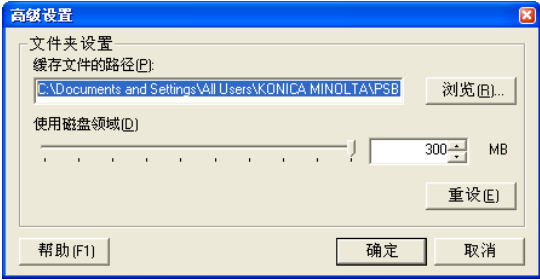 高级设置
文件夹设置
缓存文件的路径(P):
C:\Documents and Settings\All Users\KONICA MINOLTA\PSB
浏览(R)...
使用磁盘领域(D)
300 MB
重设(E)
帮助(F1)
确定
取消